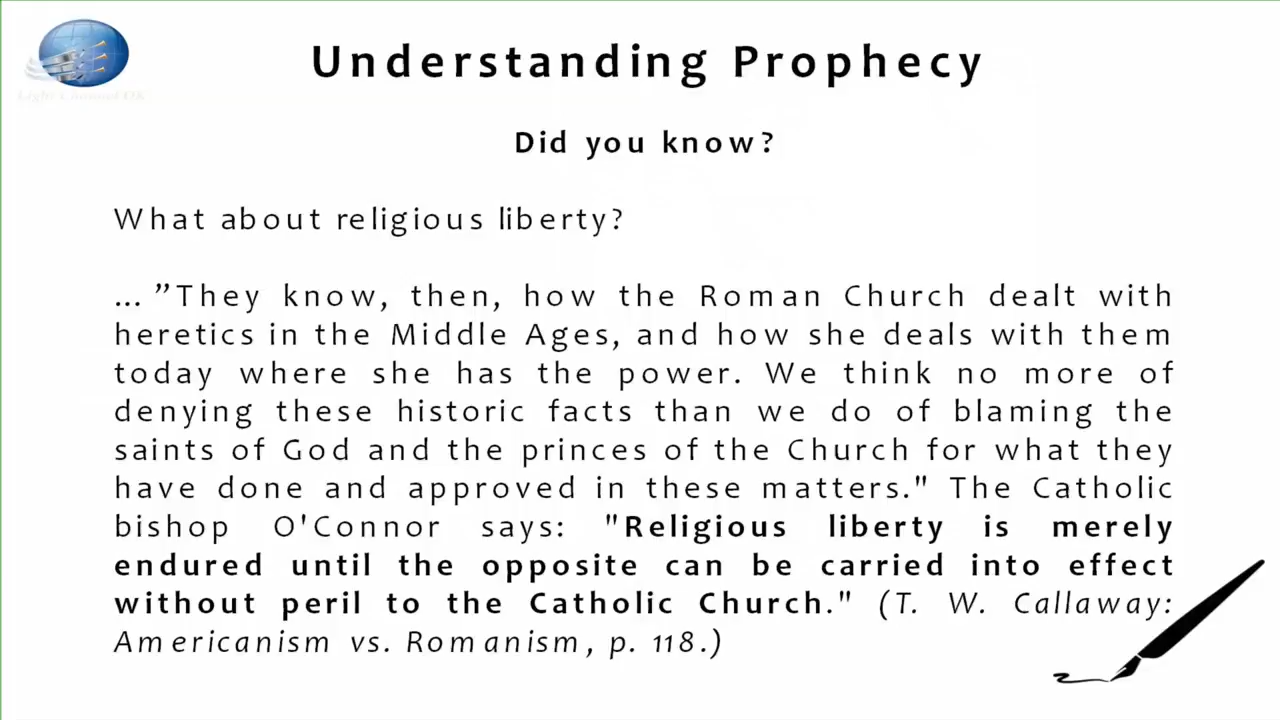 Understanding Prophecy
Did you know?
What about religious liberty?
... ”They know, then, how the Roman Church dealt with
heretics in the Middle Ages, and how she deals with them
today where she has the power. We think no more of
denying these historic facts than we do of blaming the
saints of God and the princes of the Church for what they
have done and approved in these matters." The Catholic
bishop O'Connor says: "Religious liberty is merely
endured until the opposite can be carried into effect
without peril to the Catholic Church." (T. W. Callaway:
Americanism vs. Romanism, p. 118.)